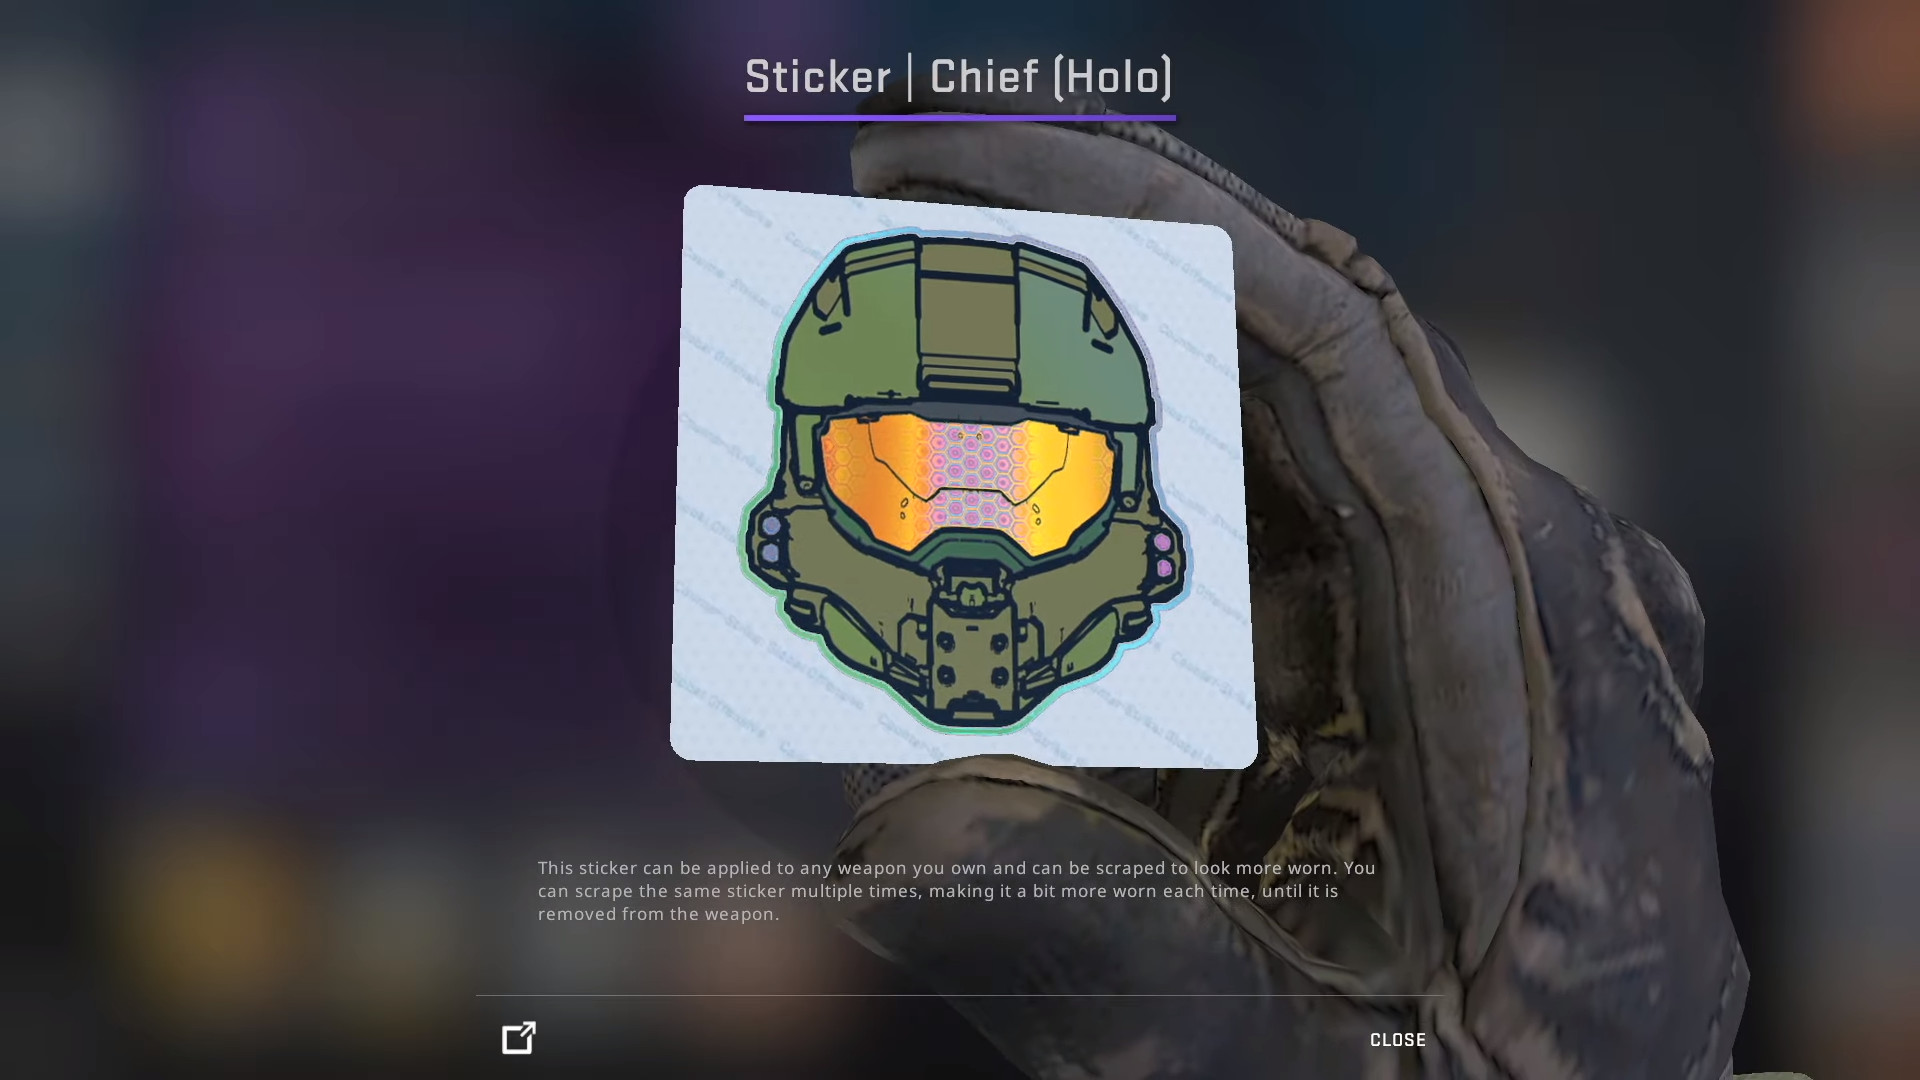 Sticker | Chief (Holo)
This sticker can be applied to any weapon you own and can be scraped to look more worn. You
can scrape the same sticker multiple times, making it a bit more worn each time, until it is
removed from the weapon.
CLOSE